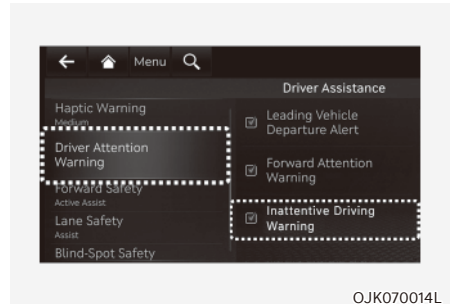 Menu
Driver Assistance
Haptic Warning
Medium
Driver Attention
Warning
Forward Safety
Active Assist
Lane Safety
Assist
Blind-Spot Safety
Leading Vehicle
Departure Alert
Forward Attention
Warning
Inattentive Driving
Warning
OJK070014L